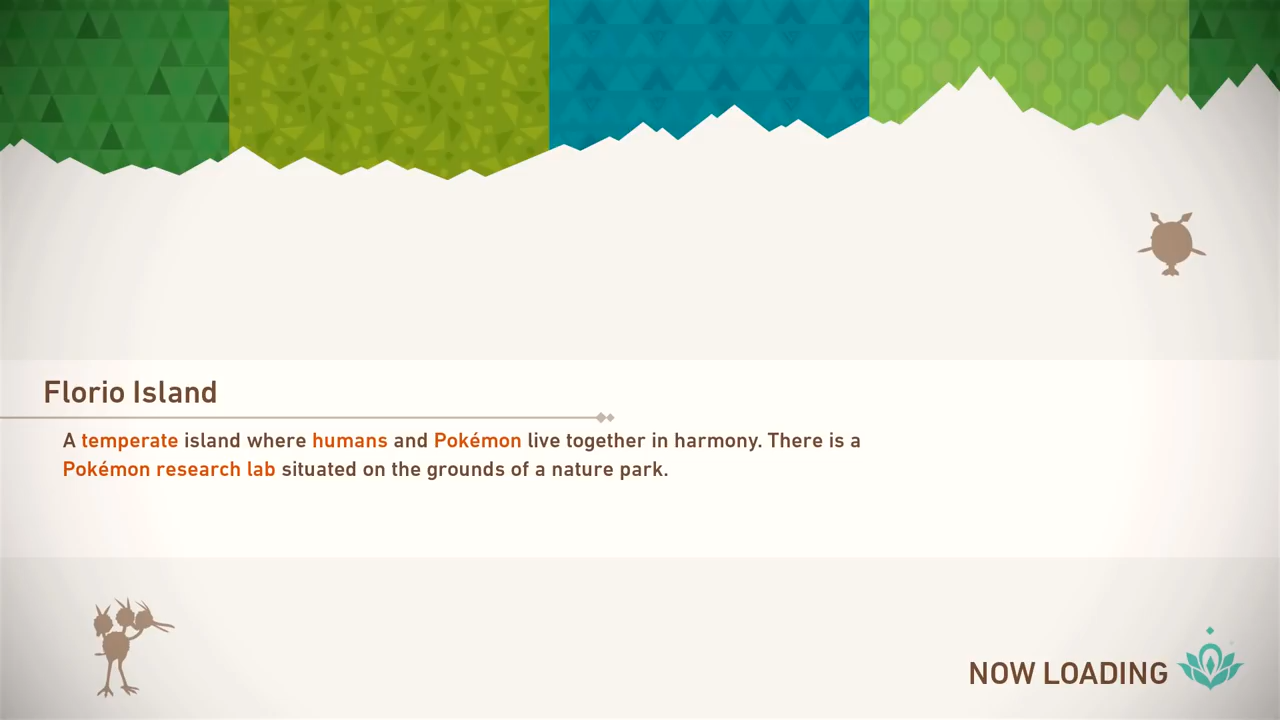 Florio Island
A temperate island where humans and Pokémon live together in harmony. There is a
Pokémon research lab situated on the grounds of a nature park.
NOW LOADING